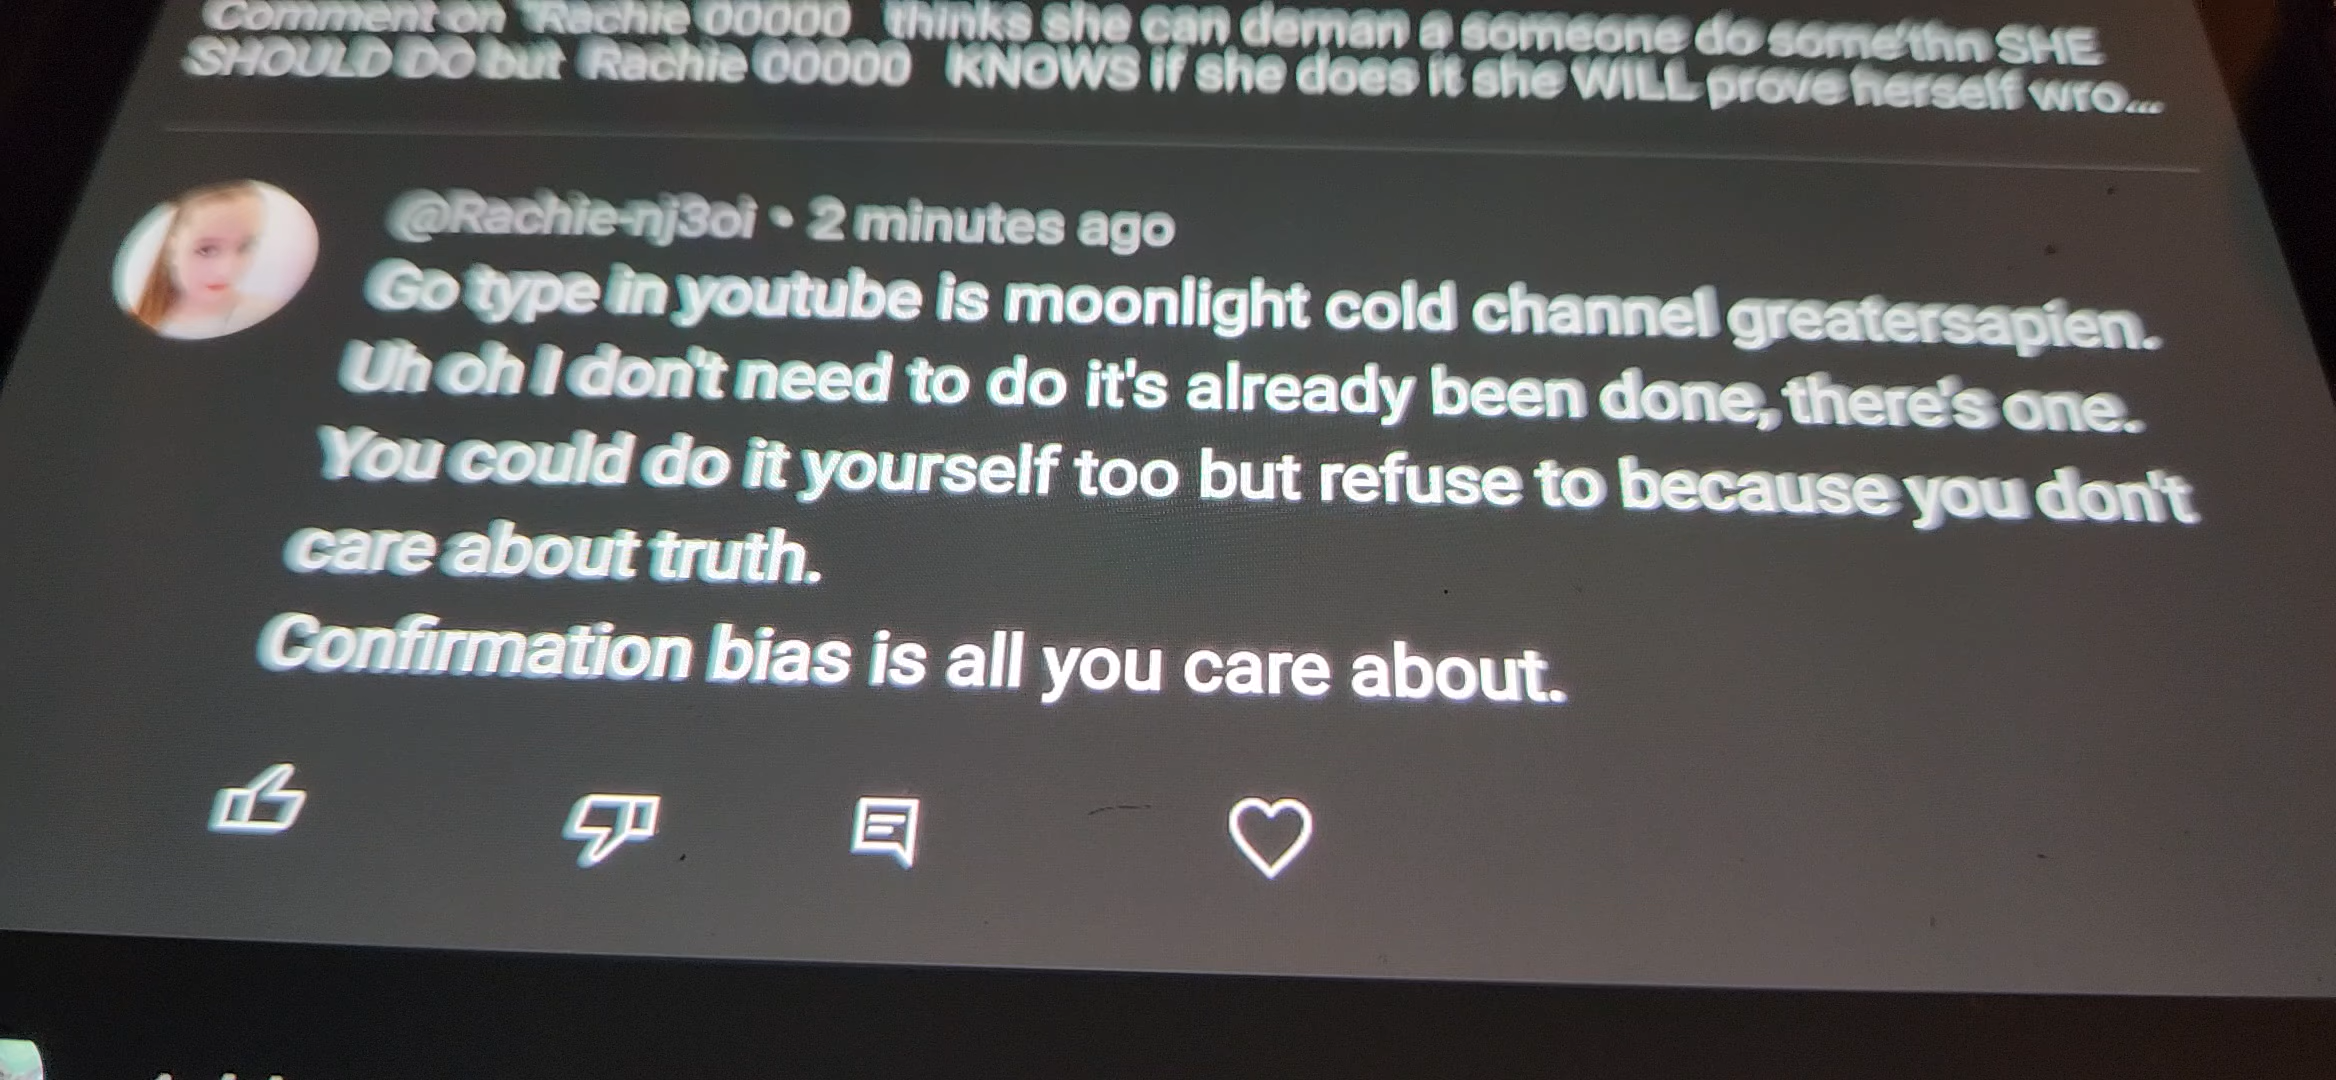 Comment on "Rachie 00000 thinks she can deman a someone do some'thn SHE
SHOULD DO but Rachie 00000 KNOWS if she does it she WILL prove herself wro...
@Rachie-nj3oi • 2 minutes ago
Go type in youtube is moonlight cold channel greatersapien.
Uh oh I don't need to do it's already been done, there's one.
You could do it yourself too but refuse to because you don't
care about truth.
Confirmation bias is all you care about.